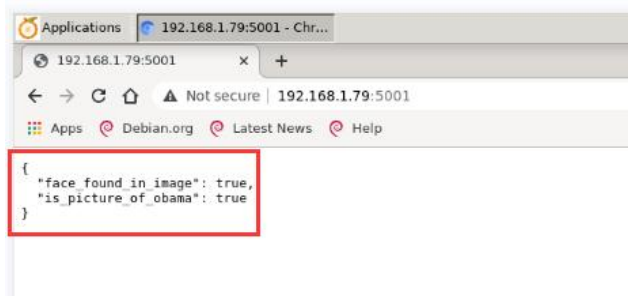 Applications 192.168.1.79:5001 - Chr...
192.168.1.79:5001 × +
Not secure | 192.168.1.79:5001
Apps Debian.org Latest News Help
{
"face_found_in_image": true,
"is_picture_of_obama": true
}